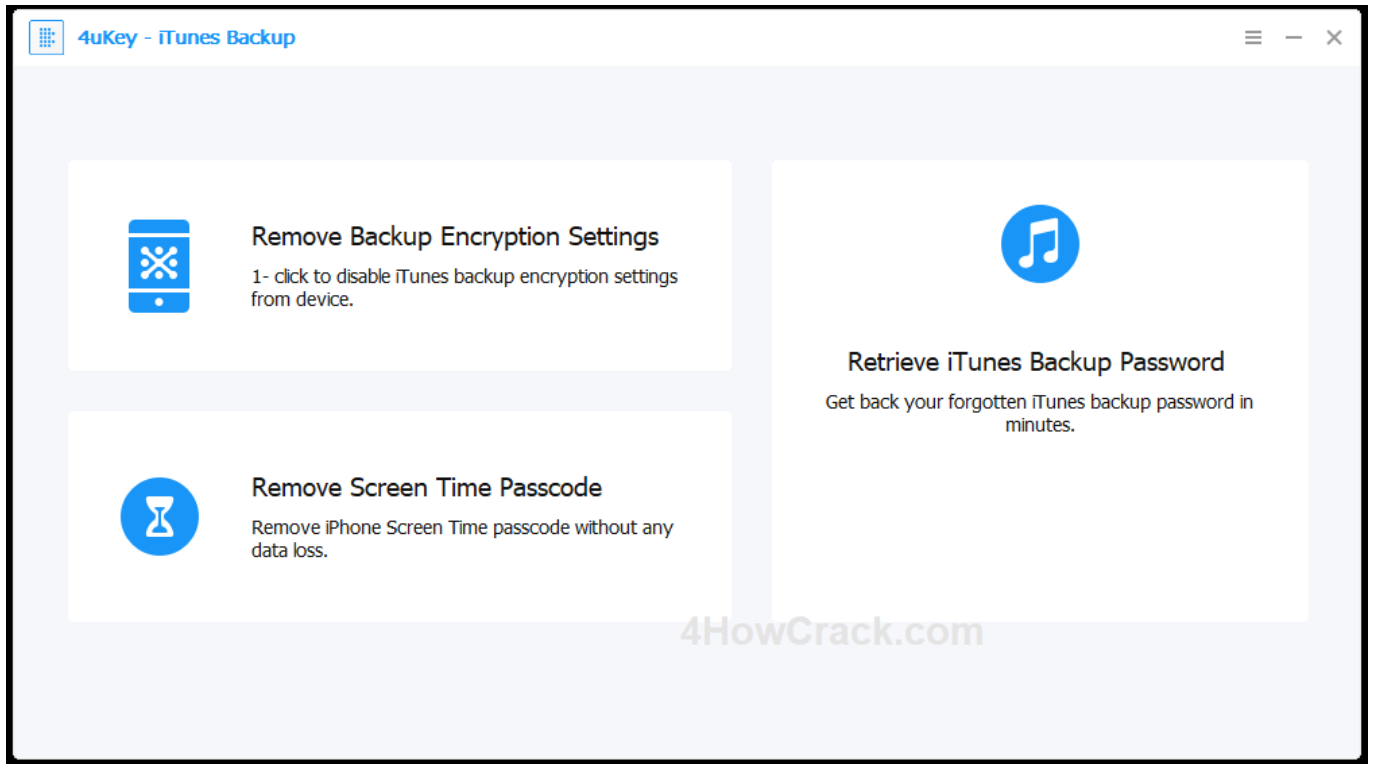 4uKey - iTunes Backup
Remove Backup Encryption Settings
1- click to disable iTunes backup encryption settings
from device.
Remove Screen Time Passcode
Remove iPhone Screen Time passcode without any
data loss.
Retrieve iTunes Backup Password
Get back your forgotten iTunes backup password in
minutes.
4HowCrack.com